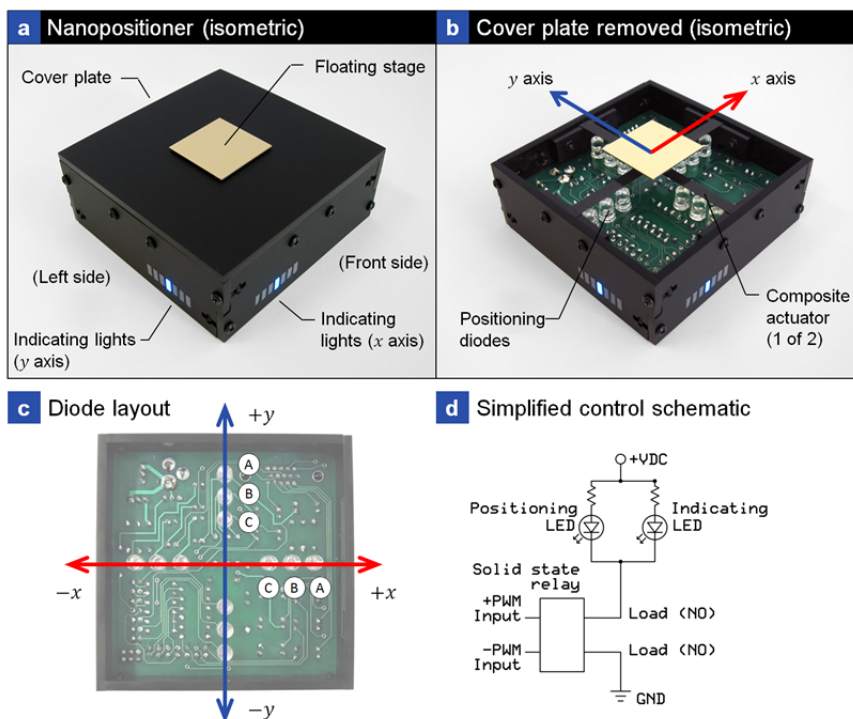 a Nanopositioner (isometric)
Cover plate
Floating stage
(Left side)
(Front side)
Indicating lights
(y axis)
Indicating
lights (x axis)
b Cover plate removed (isometric)
y axis
x axis
Positioning
diodes
Composite
actuator
(1 of 2)
c Diode layout
+y
A
B
C
−x
+x
C B A
−y
d Simplified control schematic
+VDC
Positioning
LED
Indicating
LED
Solid state
relay
+PWM
Input
Load (NO)
−PWM
Input
Load (NO)
GND